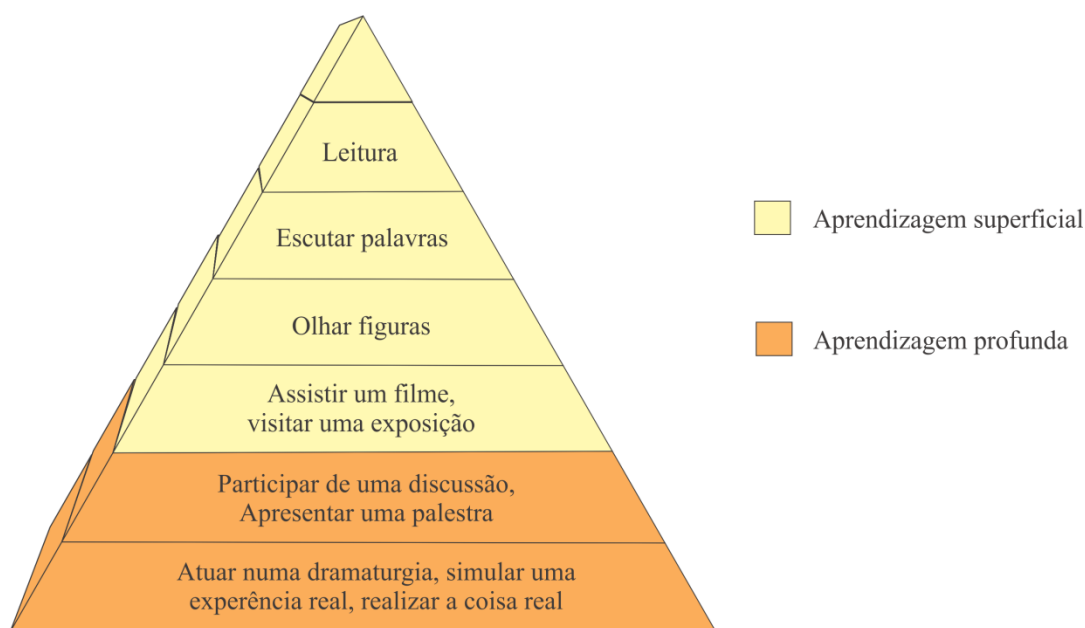 Leitura
Escutar palavras
Olhar figuras
Assistir um filme,
visitar uma exposição
Participar de uma discussão,
Apresentar uma palestra
Atuar numa dramaturgia, simular uma
experência real, realizar a coisa real
Aprendizagem superficial
Aprendizagem profunda